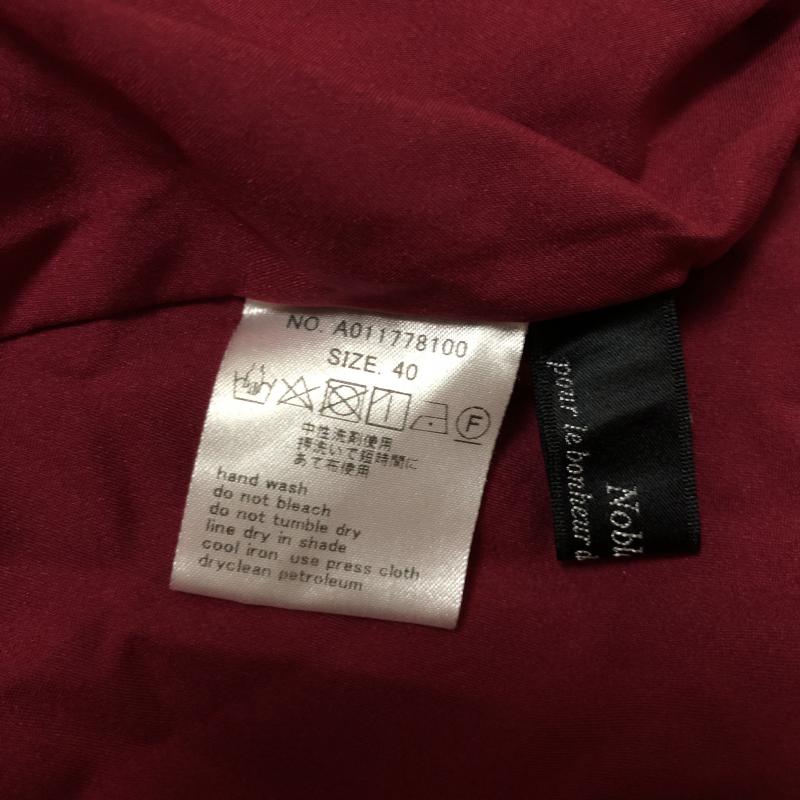 NO. A011778100
SIZE. 40
F
中性洗剤使用
押洗いで短時間に
あて布使用
hand wash
do not bleach
do not tumble dry
line dry in shade
cool iron use press cloth
dryclean petroleum
Nobl
pour le bonheur d